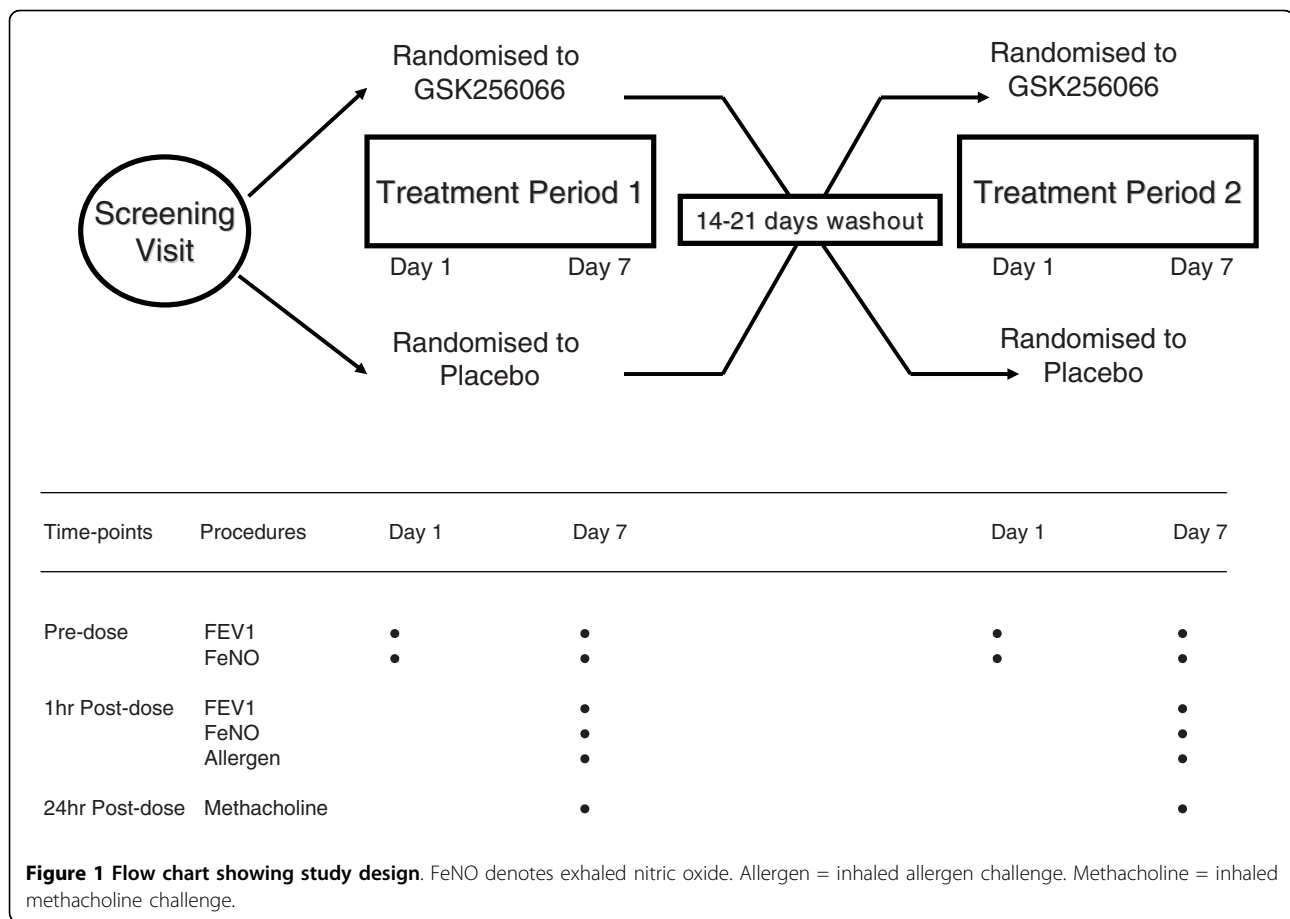 Randomised to
GSK256066
Randomised to
GSK256066
Screening
Visit
Treatment Period 1
14-21 days washout
Treatment Period 2
Day 1 Day 7
Day 1 Day 7
Randomised to
Placebo
Randomised to
Placebo
Time-points Procedures Day 1 Day 7 Day 1 Day 7
Pre-dose FEV1 • • • •
FeNO • • • •
1hr Post-dose FEV1 • •
FeNO • •
Allergen • •
24hr Post-dose Methacholine • •
Figure 1 Flow chart showing study design. FeNO denotes exhaled nitric oxide. Allergen = inhaled allergen challenge. Methacholine = inhaled
methacholine challenge.